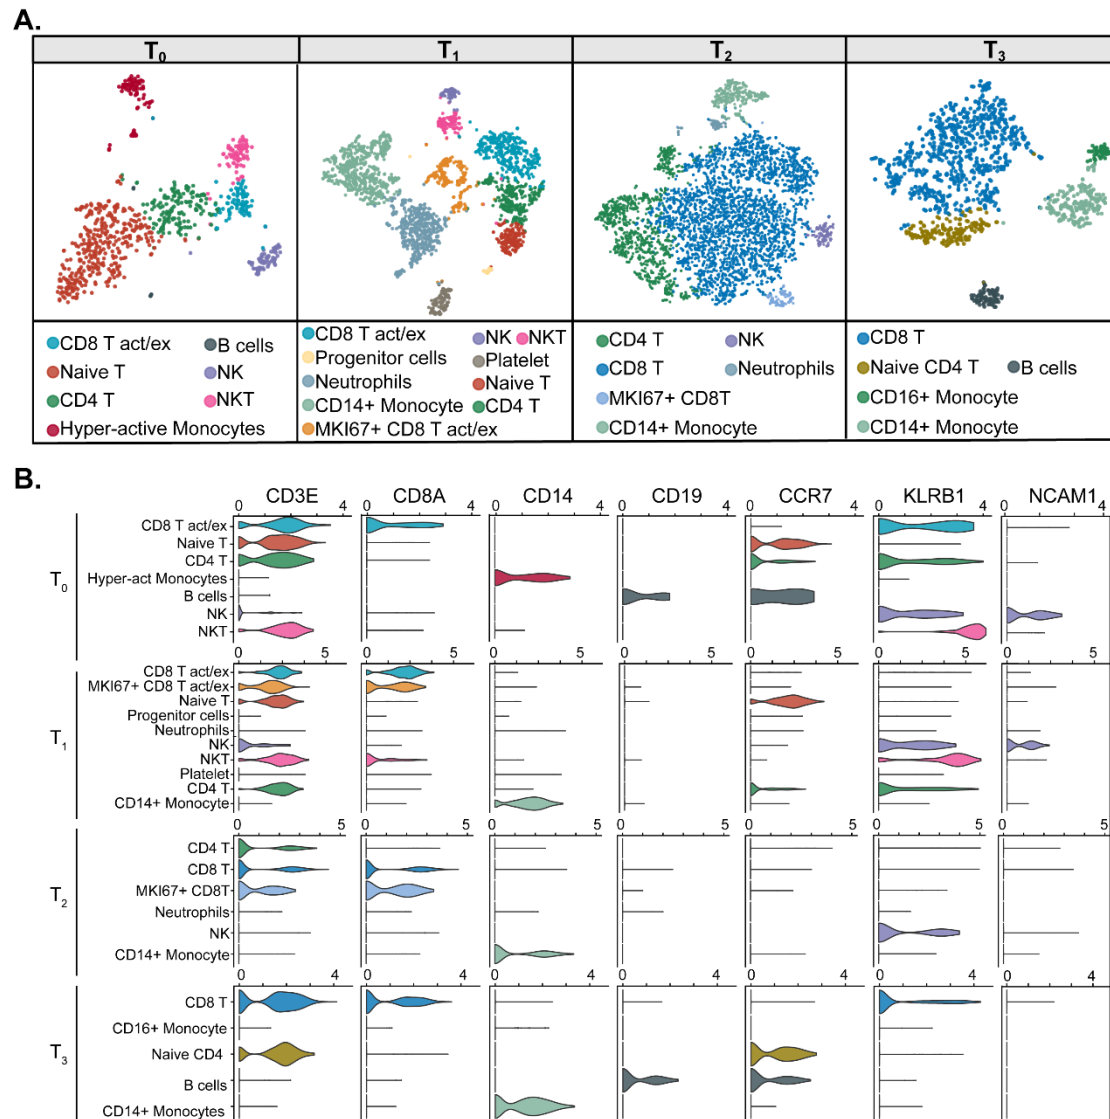 A.
T0 T1 T2 T3
CD8 T act/ex B cells
Naive T NK
CD4 T NKT
Hyper-active Monocytes
CD8 T act/ex NK NKT
Progenitor cells Platelet
Neutrophils Naive T
CD14+ Monocyte CD4 T
MKI67+ CD8 T act/ex
CD4 T NK
CD8 T Neutrophils
MKI67+ CD8T
CD14+ Monocyte
CD8 T
Naive CD4 T B cells
CD16+ Monocyte
CD14+ Monocyte
B.
CD3E CD8A CD14 CD19 CCR7 KLRB1 NCAM1
0 4 0 4 0 4 0 4 0 4 0 4 0 4
T0
CD8 T act/ex
Naive T
CD4 T
Hyper-act Monocytes
B cells
NK
NKT
0 5 0 5 0 5 0 5 0 5 0 5 0 5
T1
CD8 T act/ex
MKI67+ CD8 T act/ex
Naive T
Progenitor cells
Neutrophils
NK
NKT
Platelet
CD4 T
CD14+ Monocyte
0 5 0 5 0 5 0 5 0 5 0 5 0 5
T2
CD4 T
CD8 T
MKI67+ CD8T
Neutrophils
NK
CD14+ Monocyte
0 4 0 4 0 4 0 4 0 4 0 4 0 4
T3
CD8 T
CD16+ Monocyte
Naive CD4
B cells
CD14+ Monocytes